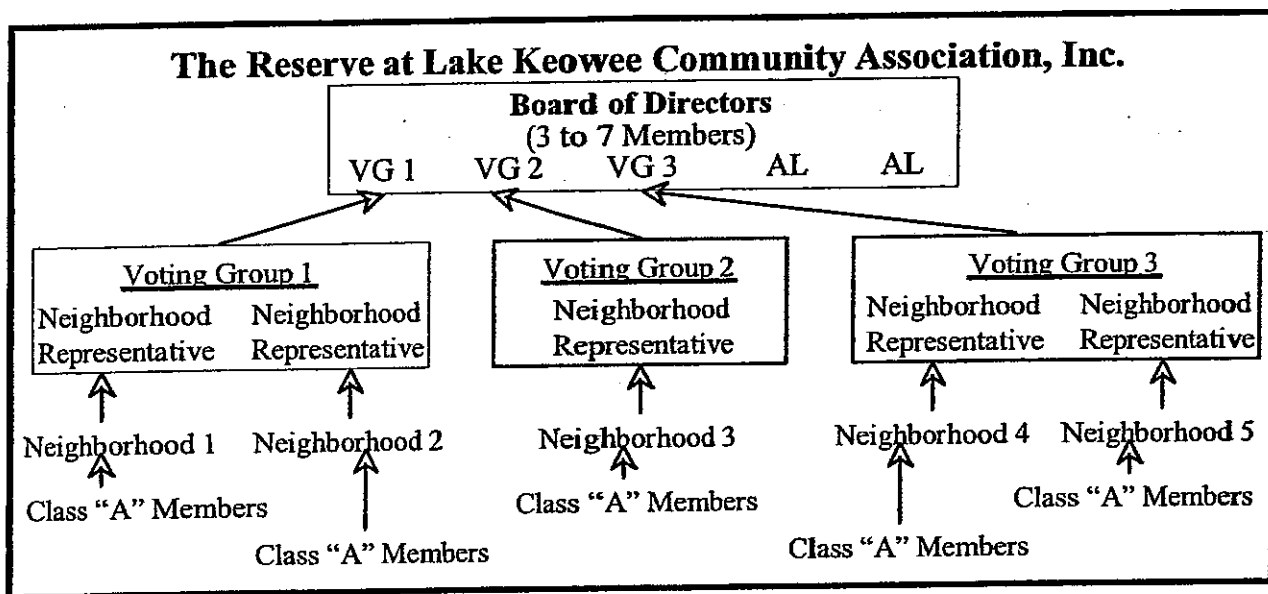 The Reserve at Lake Keowee Community Association, Inc.
Board of Directors
(3 to 7 Members)
VG 1 VG 2 VG 3 AL AL
Voting Group 1
Neighborhood Neighborhood
Representative Representative
Voting Group 2
Neighborhood
Representative
Voting Group 3
Neighborhood Neighborhood
Representative Representative
Neighborhood 1 Neighborhood 2 Neighborhood 3 Neighborhood 4 Neighborhood 5
Class “A” Members Class “A” Members Class “A” Members
Class “A” Members Class “A” Members